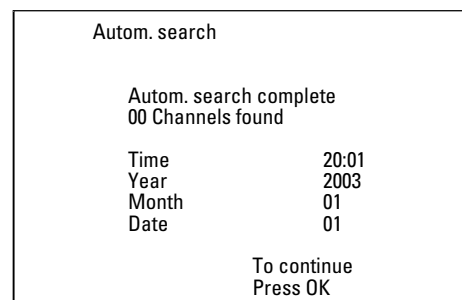 Autom. search
Autom. search complete
00 Channels found
Time 20:01
Year 2003
Month 01
Date 01
To continue
Press OK